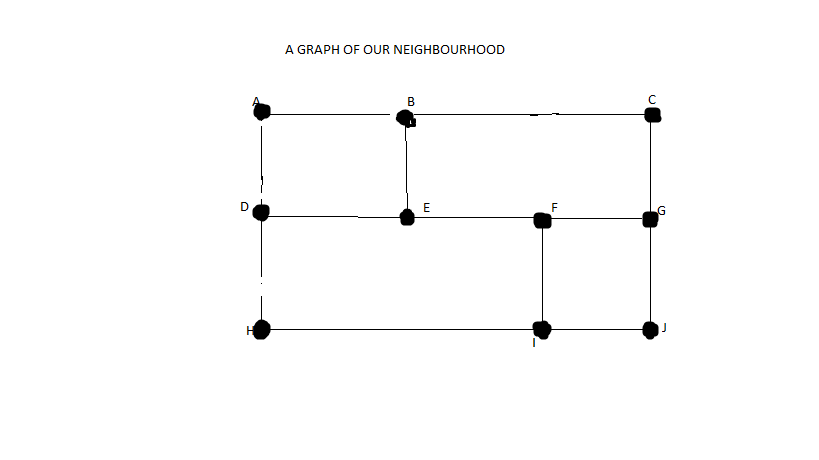 A GRAPH OF OUR NEIGHBOURHOOD
A B C
D E F G
H I J